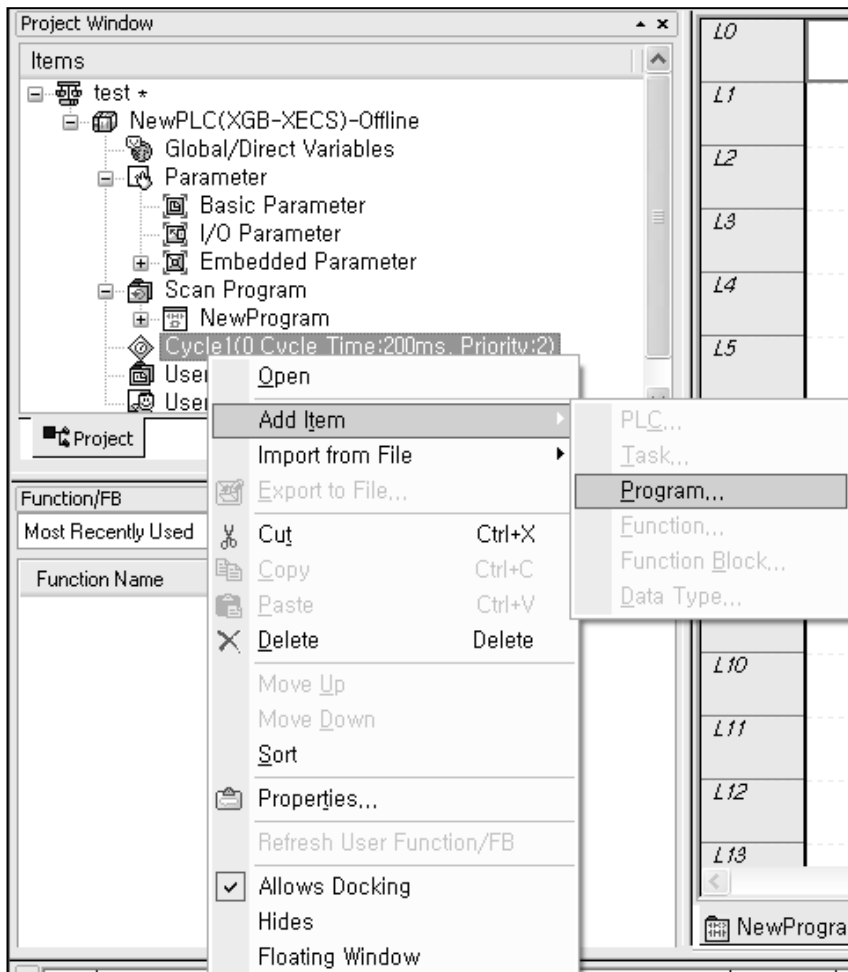 Project Window
Items
test *
NewPLC(XGB-XECS)-Offline
Global/Direct Variables
Parameter
Basic Parameter
I/O Parameter
Embedded Parameter
Scan Program
NewProgram
Cycle1(0 Cycle Time:200ms, Priority:2)
User
User
Project
Function/FB
Most Recently Used
Function Name
Open
Add Item
Import from File
Export to File...
Cut Ctrl+X
Copy Ctrl+C
Paste Ctrl+V
Delete Delete
Move Up
Move Down
Sort
Properties...
Refresh User Function/FB
Allows Docking
Hides
Floating Window
PLC...
Task...
Program...
Function...
Function Block...
Data Type...
L0
L1
L2
L3
L4
L5
L10
L11
L12
L13
NewProgra